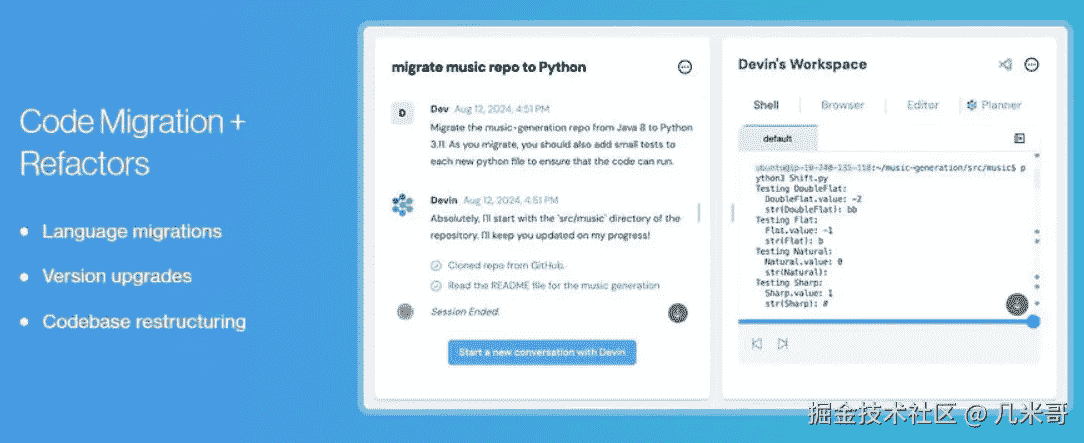 Code Migration +
Refactors
Language migrations
Version upgrades
Codebase restructuring
migrate music repo to Python
D
Dev Aug 12, 2024, 4:51 PM
Migrate the music-generation repo from Java 8 to Python
3.11. As you migrate, you should also add small tests to
each new python file to ensure that the code can run.
Devin Aug 12, 2024, 4:51 PM
Absolutely, I'll start with the 'src/music' directory of the
repository. I'll keep you updated on my progress!
Cloned repo from GitHub.
Read the README file for the music generation
Session Ended.
Start a new conversation with Devin
Devin's Workspace
Shell
Browser
Editor
Planner
default
:~/music-generation/src/music$ p
ython3 Shift.py
Testing DoubleFlat:
DoubleFlat.value: -2
str(DoubleFlat): bb
Testing Flat:
Flat.value: -1
str(Flat): b
Testing Natural:
Natural.value: 0
str(Natural):
Testing Sharp:
Sharp.value: 1
str(Sharp): #
掘金技术社区 @ 几米哥